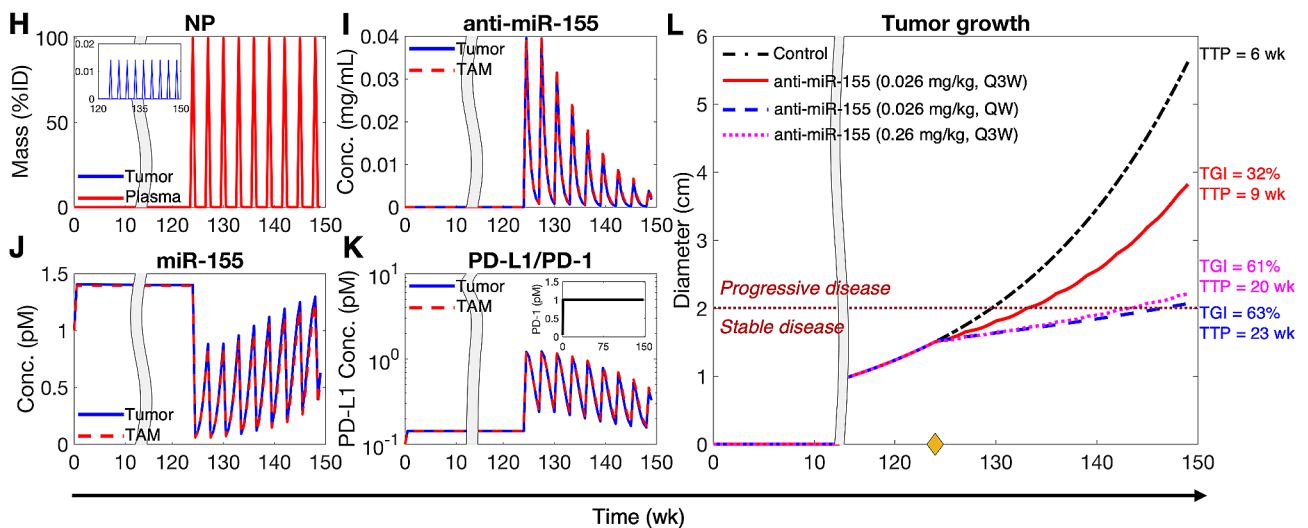 H NP
Mass (%ID)
100
50
0
0.02
0.01
0
120 135 150
Tumor
Plasma
0 10 120 130 140 150
I anti-miR-155
Conc. (mg/mL)
0.04
0.03
0.02
0.01
0
Tumor
TAM
0 10 120 130 140 150
J miR-155
Conc. (pM)
1.5
1
0.5
0
Tumor
TAM
0 10 120 130 140 150
K PD-L1/PD-1
PD-L1 Conc. (pM)
10¹
10⁰
10⁻¹
Tumor
TAM
PD-1 (pM)
1.5
1
0.5
0
0 75 150
0 10 120 130 140 150
L Tumor growth
Diameter (cm)
6
5
4
3
2
1
0
Control
anti-miR-155 (0.026 mg/kg, Q3W)
anti-miR-155 (0.026 mg/kg, QW)
anti-miR-155 (0.26 mg/kg, Q3W)
Progressive disease
Stable disease
TTP = 6 wk
TGI = 32%
TTP = 9 wk
TGI = 61%
TTP = 20 wk
TGI = 63%
TTP = 23 wk
0 10 120 130 140 150
Time (wk)